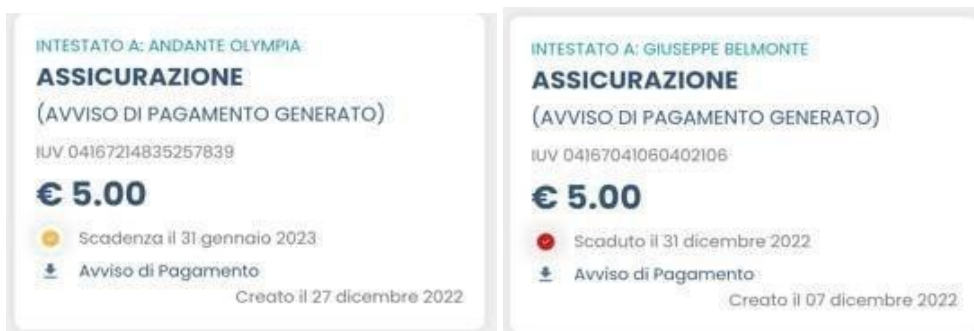 INTESTATO A: ANDANTE OLYMPIA
ASSICURAZIONE
(AVVISO DI PAGAMENTO GENERATO)
IUV 04167214835257839
€ 5.00
Scadenza il 31 gennaio 2023
Avviso di Pagamento
Creato il 27 dicembre 2022
INTESTATO A: GIUSEPPE BELMONTE
ASSICURAZIONE
(AVVISO DI PAGAMENTO GENERATO)
IUV 04167041060402106
€ 5.00
Scaduto il 31 dicembre 2022
Avviso di Pagamento
Creato il 07 dicembre 2022